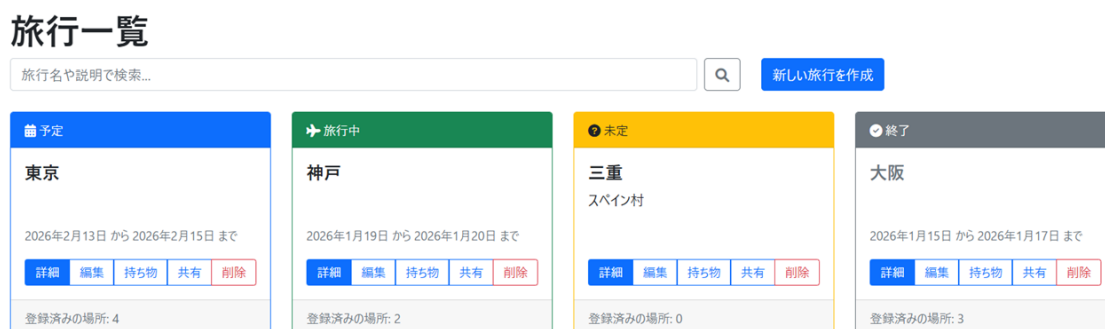 旅行一覧
旅行名や説明で検索...
新しい旅行を作成
予定
東京
2026年2月13日 から 2026年2月15日 まで
詳細 編集 持ち物 共有 削除
登録済みの場所: 4
旅行中
神戸
2026年1月19日 から 2026年1月20日 まで
詳細 編集 持ち物 共有 削除
登録済みの場所: 2
未定
三重
スペイン村
詳細 編集 持ち物 共有 削除
登録済みの場所: 0
終了
大阪
2026年1月15日 から 2026年1月17日 まで
詳細 編集 持ち物 共有 削除
登録済みの場所: 3